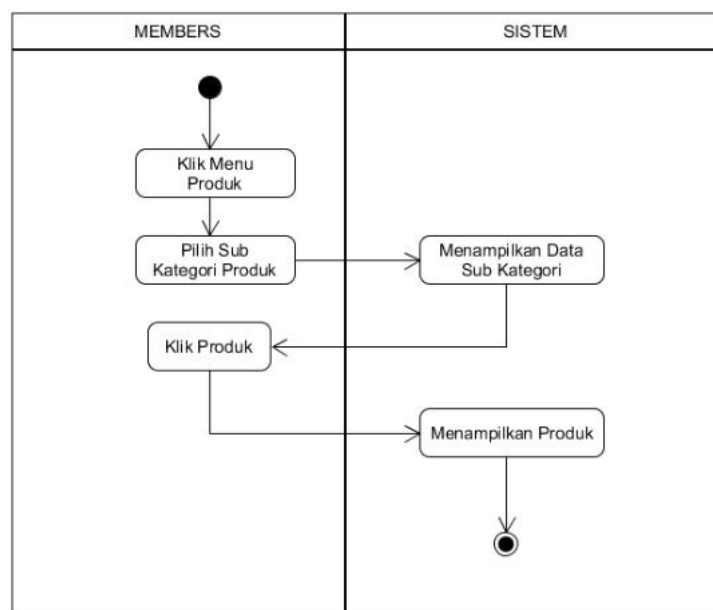 MEMBERS
SISTEM
Klik Menu
Produk
Pilih Sub
Kategori Produk
Menampilkan Data
Sub Kategori
Klik Produk
Menampilkan Produk